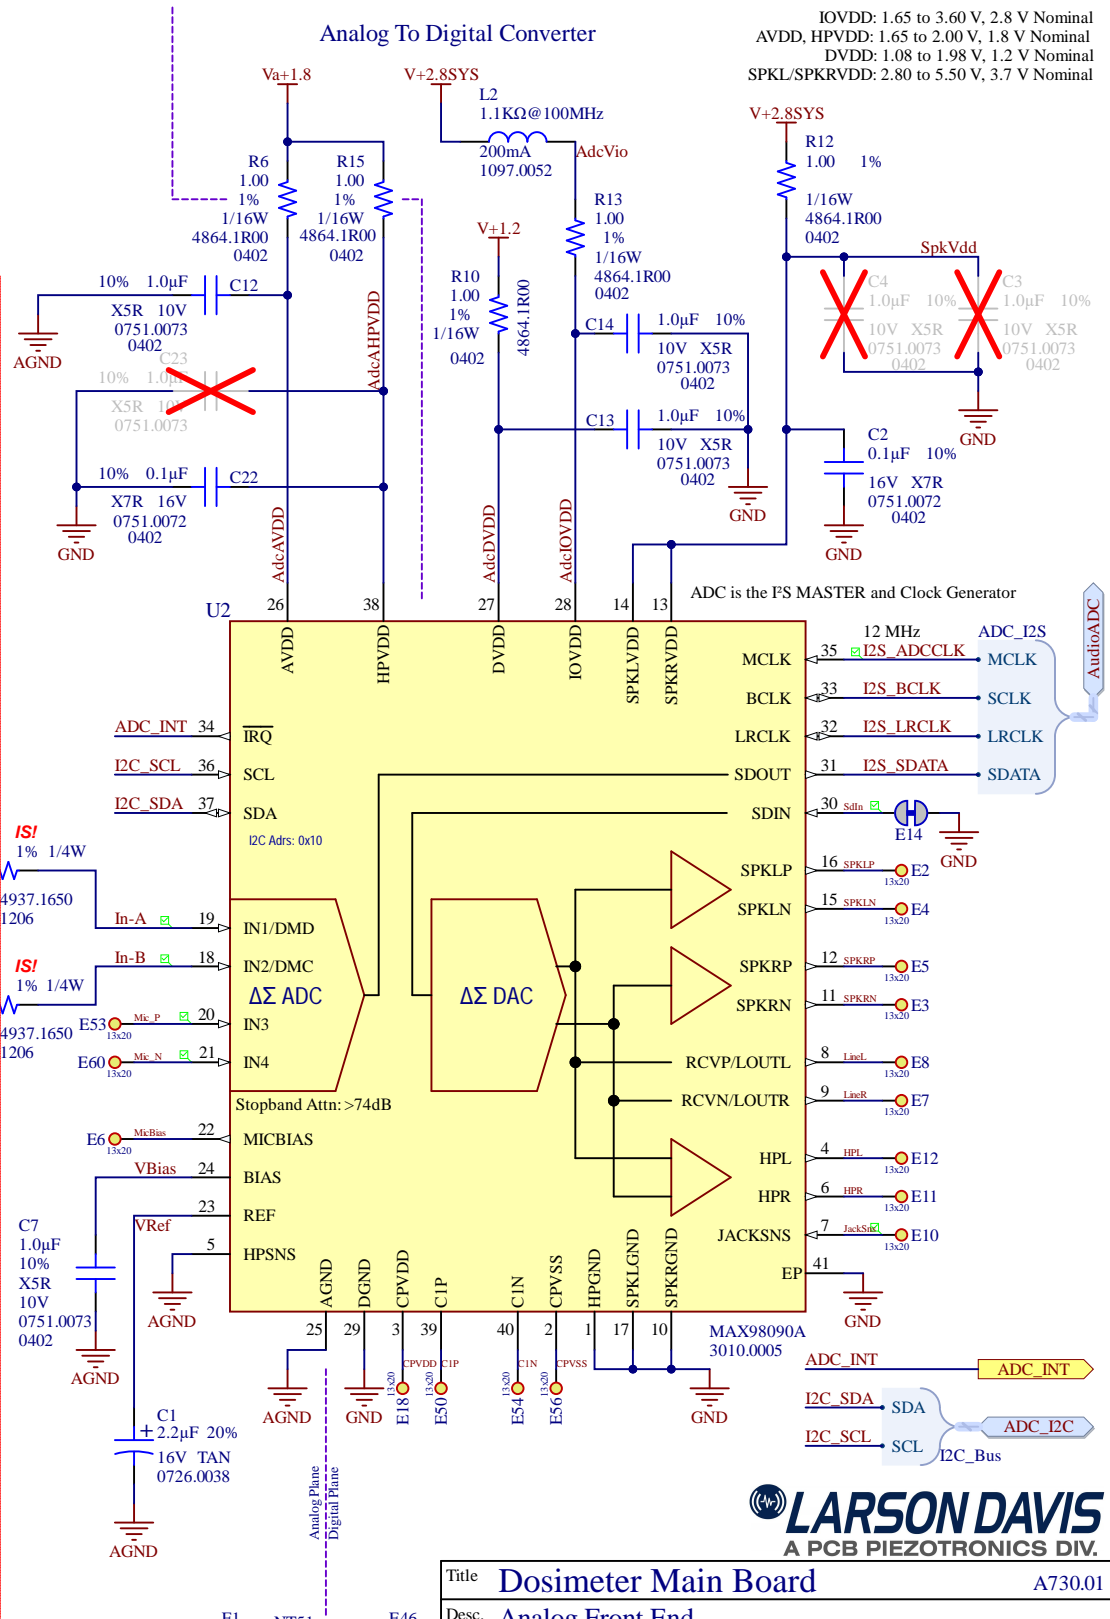 IOVDD: 1.65 to 3.60 V, 2.8 V Nominal
AVDD, HPVDD: 1.65 to 2.00 V, 1.8 V Nominal
DVDD: 1.08 to 1.98 V, 1.2 V Nominal
SPKL/SPKRVDD: 2.80 to 5.50 V, 3.7 V Nominal
Analog To Digital Converter
Va+1.8
V+2.8SYS
L2
1.1KΩ@100MHz
200mA
1097.0052
AdcVio
V+2.8SYS
R12
1.00 1%
1/16W
4864.1R00
0402
R6
1.00
1%
1/16W
4864.1R00
0402
R15
1.00
1%
1/16W
4864.1R00
0402
R13
1.00
1%
1/16W
4864.1R00
0402
V+1.2
R10
1.00
1%
1/16W
0402
4864.1R00
SpkVdd
C4
1.0µF 10%
10V X5R
0751.0073
0402
C3
1.0µF 10%
10V X5R
0751.0073
0402
GND
10% 1.0µF
C12
X5R 10V
0751.0073
0402
AGND
C23
10% 1.0µF
X5R 10V
0751.0073
AdcAHPVDD
C14
1.0µF 10%
10V X5R
0751.0073
0402
C13
1.0µF 10%
10V X5R
0751.0073
0402
GND
C2
0.1µF 10%
16V X7R
0751.0072
0402
GND
10% 0.1µF
C22
X7R 16V
0751.0072
0402
GND
AdcAVDD
AdcDVDD
AdcIOVDD
ADC is the I²S MASTER and Clock Generator
U2
26
38
27
28
14
13
AVDD
HPVDD
DVDD
IOVDD
SPKLVDD
SPKRVDD
12 MHz
ADC_I2S
AudioADC
MCLK
35
I2S_ADCCLK
MCLK
BCLK
33
I2S_BCLK
SCLK
LRCLK
32
I2S_LRCLK
LRCLK
SDOUT
31
I2S_SDATA
SDATA
SDIN
30
SdIn
E14
GND
ADC_INT
34
IRQ
I2C_SCL
36
SCL
I2C_SDA
37
SDA
I2C Adrs: 0x10
IS!
1% 1/4W
4937.1650
1206
In-A
19
IN1/DMD
In-B
18
IN2/DMC
IS!
1% 1/4W
4937.1650
1206
E53
13x20
Mic_P
20
IN3
E60
13x20
Mic_N
21
IN4
ΔΣ ADC
ΔΣ DAC
Stopband Attn: >74dB
SPKLP
16
SPKLP
E2
13x20
SPKLN
15
SPKLN
E4
13x20
SPKRP
12
SPKRP
E5
13x20
SPKRN
11
SPKRN
E3
13x20
RCVP/LOUTL
8
LineL
E8
13x20
RCVN/LOUTR
9
LineR
E7
13x20
HPL
4
HPL
E12
13x20
HPR
6
HPR
E11
13x20
JACKSNS
7
JackSns
E10
13x20
EP
41
GND
E6
13x20
MicBias
22
MICBIAS
VBias
24
BIAS
23
REF
VRef
5
HPSNS
AGND
C7
1.0µF
10%
X5R
10V
0751.0073
0402
AGND
AGND
DGND
CPVDD
C1P
C1N
CPVSS
HPGND
SPKLGND
SPKRGND
25
29
3
39
40
2
1
17
10
MAX98090A
3010.0005
AGND
GND
13x20
CPVDD
E18
13x20
C1P
E50
13x20
C1N
E54
13x20
CPVSS
E56
GND
C1
2.2µF 20%
16V TAN
0726.0038
AGND
Analog Plane
Digital Plane
ADC_INT
ADC_INT
I2C_SDA
SDA
I2C_SCL
SCL
I2C_Bus
ADC_I2C
LARSON DAVIS
A PCB PIEZOTRONICS DIV.
Title Dosimeter Main Board A730.01
Desc. Analog Front End
E1
NT51
E46